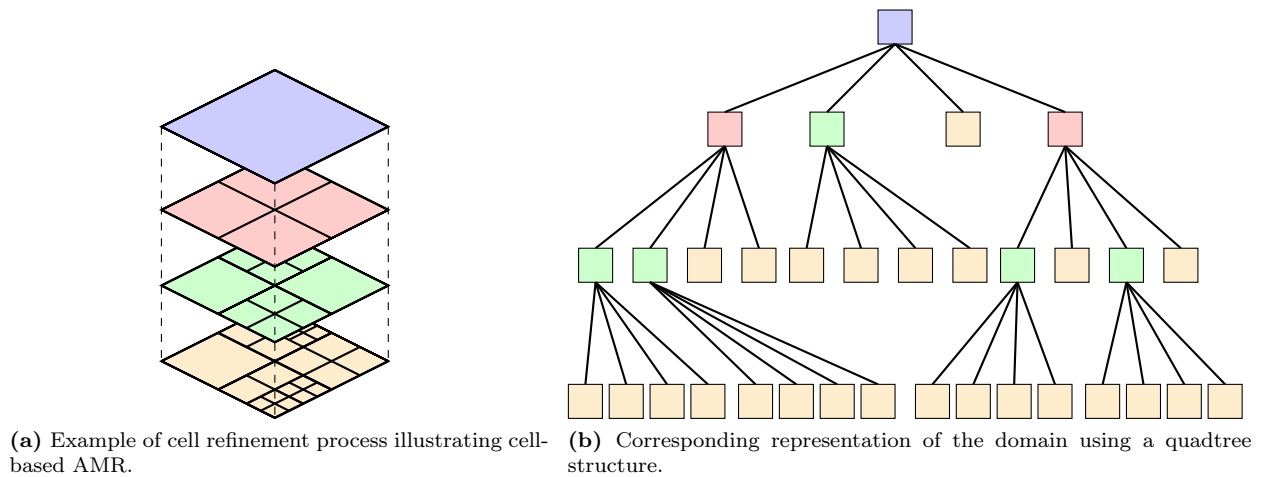 (a) Example of cell refinement process illustrating cell-
based AMR.
(b) Corresponding representation of the domain using a quadtree
structure.